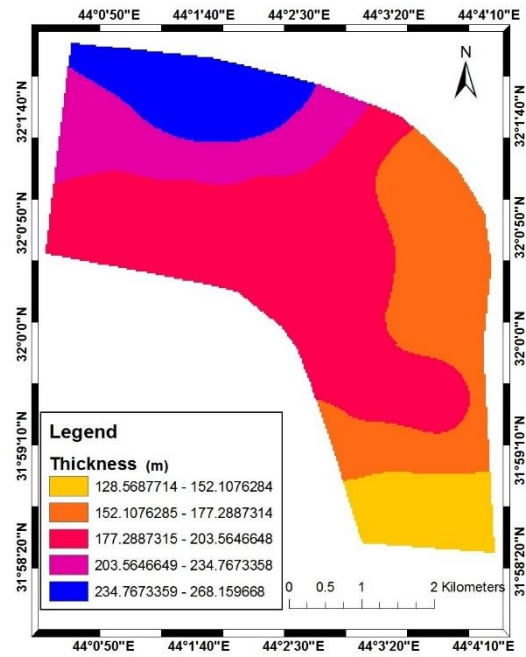 44°0'50"E 44°1'40"E 44°2'30"E 44°3'20"E 44°4'10"E
N
32°1'40"N 32°1'40"N
32°0'50"N 32°0'50"N
32°0'0"N 32°0'0"N
31°59'10"N 31°59'10"N
31°58'20"N 31°58'20"N
Legend
Thickness (m)
128.5687714 - 152.1076284
152.1076285 - 177.2887314
177.2887315 - 203.5646648
203.5646649 - 234.7673358
234.7673359 - 268.159668
0 0.5 1 2 Kilometers
44°0'50"E 44°1'40"E 44°2'30"E 44°3'20"E 44°4'10"E